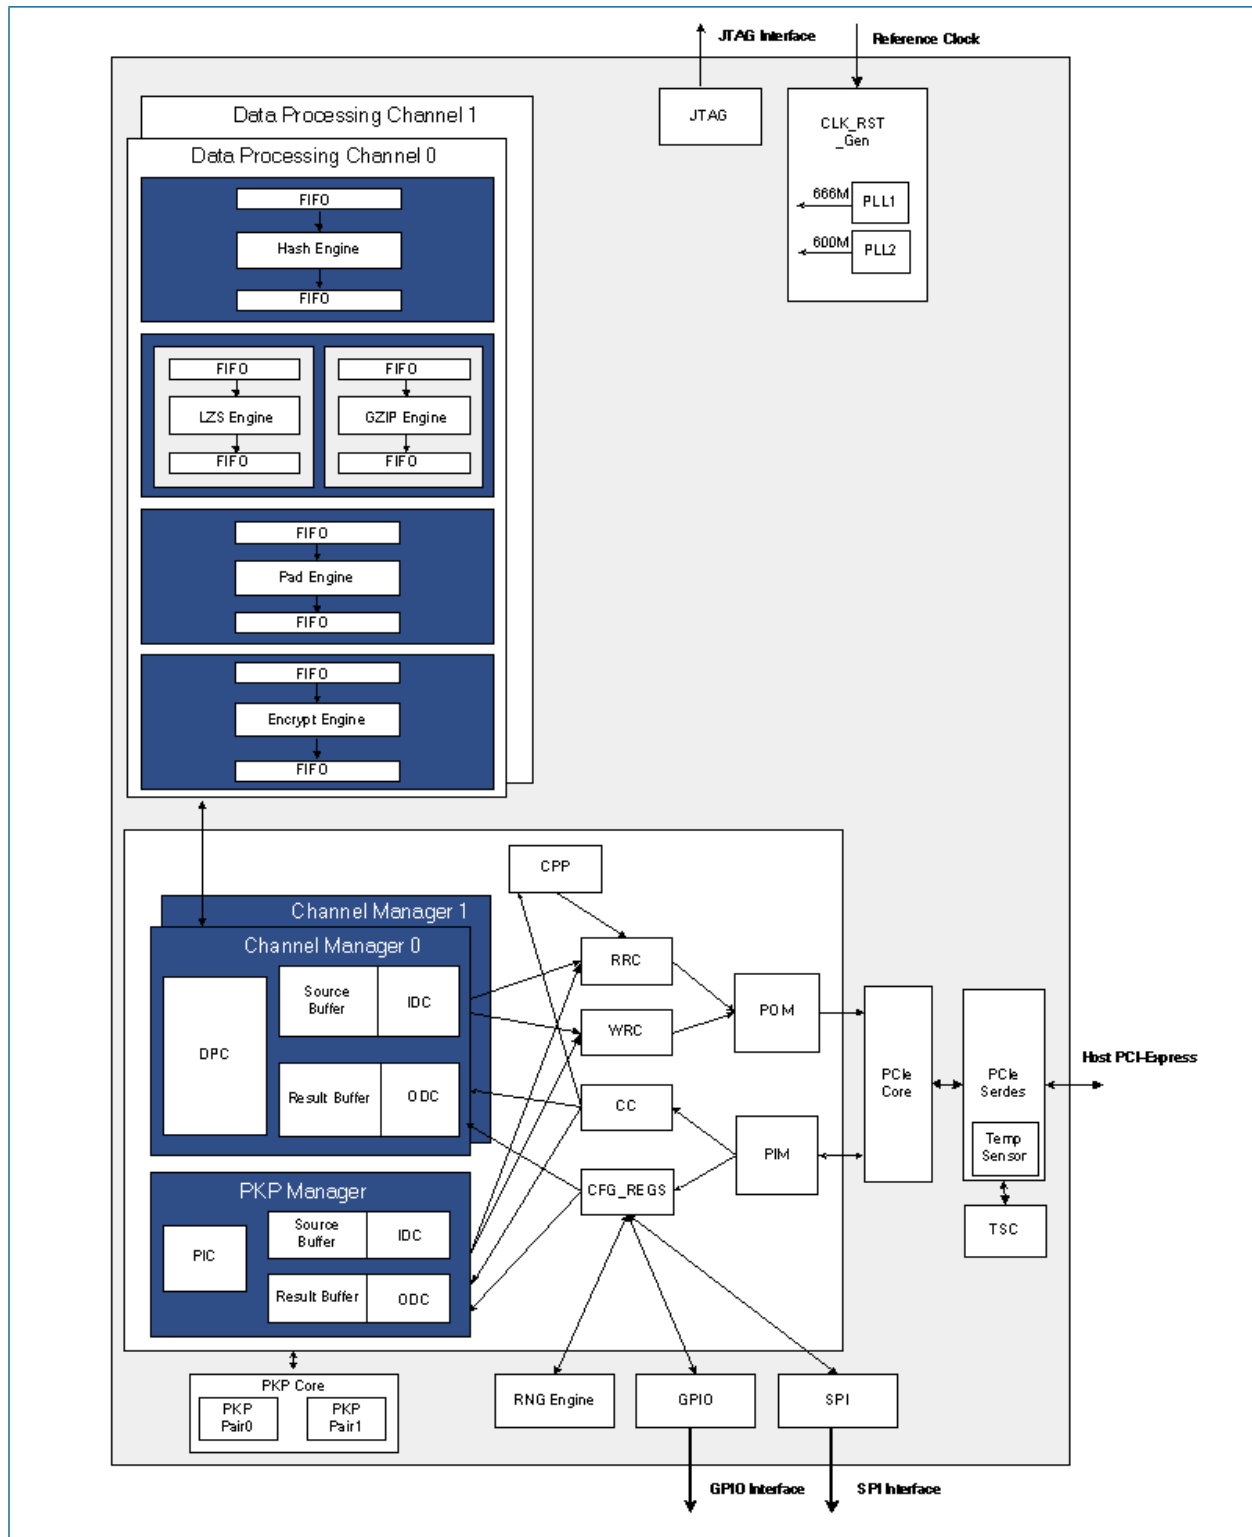 JTAG Interface
Reference Clock
JTAG
CLK_RST
_Gen
666M
PLL1
600M
PLL2
Data Processing Channel 1
Data Processing Channel 0
FIFO
Hash Engine
FIFO
FIFO
LZS Engine
FIFO
FIFO
GZIP Engine
FIFO
FIFO
Pad Engine
FIFO
FIFO
Encrypt Engine
FIFO
CPP
Channel Manager 1
Channel Manager 0
DPC
Source
Buffer
IDC
Result Buffer
ODC
RRC
WRC
CC
CFG_REGS
POM
PIM
PCIe
Core
PCIe
Serdes
Temp
Sensor
TSC
Host PCI-Express
PKP Manager
PIC
Source
Buffer
IDC
Result Buffer
ODC
PKP Core
PKP
Pair0
PKP
Pair1
RNG Engine
GPIO
SPI
GPIO Interface
SPI Interface